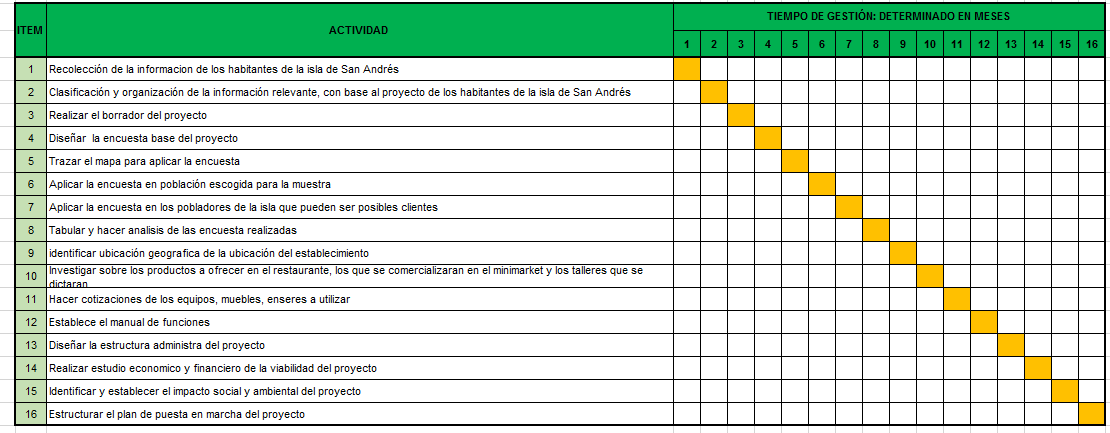 ITEM
ACTIVIDAD
TIEMPO DE GESTIÓN: DETERMINADO EN MESES
1 2 3 4 5 6 7 8 9 10 11 12 13 14 15 16
1 Recolección de la informacion de los habitantes de la isla de San Andrés
2 Clasificación y organización de la información relevante, con base al proyecto de los habitantes de la isla de San Andrés
3 Realizar el borrador del proyecto
4 Diseñar la encuesta base del proyecto
5 Trazar el mapa para aplicar la encuesta
6 Aplicar la encuesta en población escogida para la muestra
7 Aplicar la encuesta en los pobladores de la isla que pueden ser posibles clientes
8 Tabular y hacer analisis de las encuesta realizadas
9 identificar ubicación geografica de la ubicación del establecimiento
10 Investigar sobre los productos a ofrecer en el restaurante, los que se comercializaran en el minimarket y los talleres que se
dictaran
11 Hacer cotizaciones de los equipos, muebles, enseres a utilizar
12 Establece el manual de funciones
13 Diseñar la estructura administra del proyecto
14 Realizar estudio economico y financiero de la viabilidad del proyecto
15 Identificar y establecer el impacto social y ambiental del proyecto
16 Estructurar el plan de puesta en marcha del proyecto